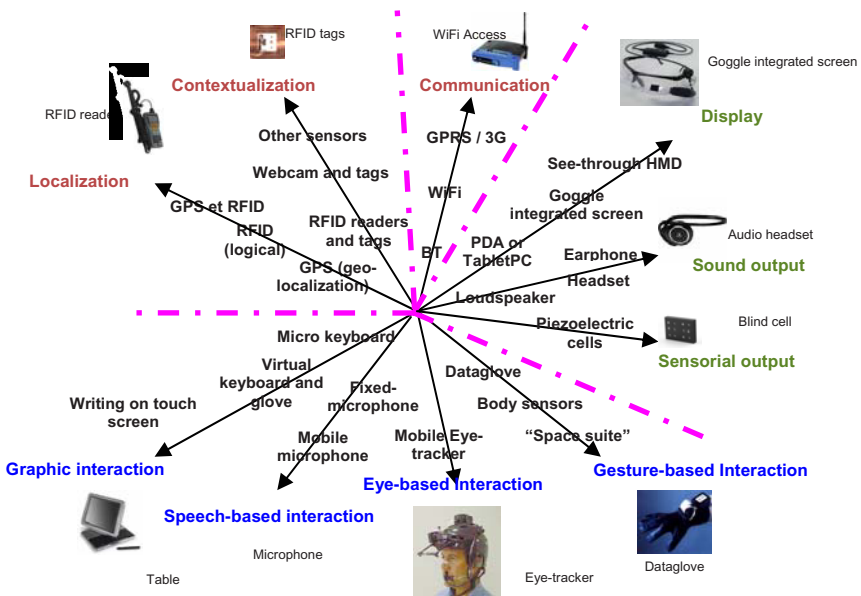 RFID tags
WiFi Access
Goggle integrated screen
Contextualization
Communication
RFID reade
Display
Other sensors
GPRS / 3G
See-through HMD
Webcam and tags
Localization
WiFi
Goggle
integrated screen
GPS et RFID
RFID
(logical)
RFID readers
and tags
BT
PDA or
TabletPC
Earphone
Audio headset
Sound output
GPS (geo-
localization)
Headset
Loudspeaker
Piezoelectric
cells
Blind cell
Micro keyboard
Sensorial output
Virtual
keyboard and
glove
Fixed-
microphone
Dataglove
Writing on touch
screen
Body sensors
Mobile
microphone
Mobile Eye-
tracker
“Space suite”
Graphic interaction
Eye-based Interaction
Gesture-based Interaction
Speech-based interaction
Microphone
Table
Eye-tracker
Dataglove